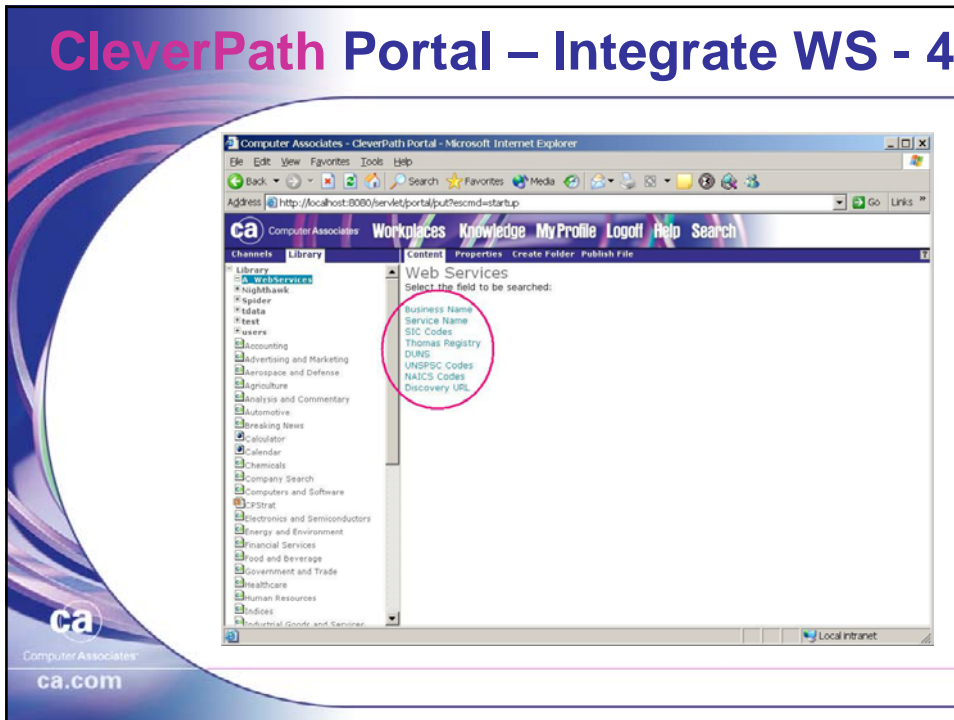 CleverPath Portal – Integrate WS - 4
Computer Associates - CleverPath Portal - Microsoft Internet Explorer
File Edit View Favorites Tools Help
Back Search Favorites Media
Address http://localhost:8080/servlet/portal/put?escmd=startup Go Links »
ca Computer Associates Workplaces Knowledge My Profile Logoff Help Search
Channels Library
Content Properties Create Folder Publish File ?
Library
A_WebServices
Nighthawk
Spider
tdata
test
users
Accounting
Advertising and Marketing
Aerospace and Defense
Agriculture
Analysis and Commentary
Automotive
Breaking News
Calculator
Calendar
Chemicals
Company Search
Computers and Software
CPStrat
Electronics and Semiconductors
Energy and Environment
Financial Services
Food and Beverage
Government and Trade
Healthcare
Human Resources
Indices
Industrial Goods and Services
Web Services
Select the field to be searched:
Business Name
Service Name
SIC Codes
Thomas Registry
DUNS
UNSPSC Codes
NAICS Codes
Discovery URL
Local intranet
ca
Computer Associates™
ca.com